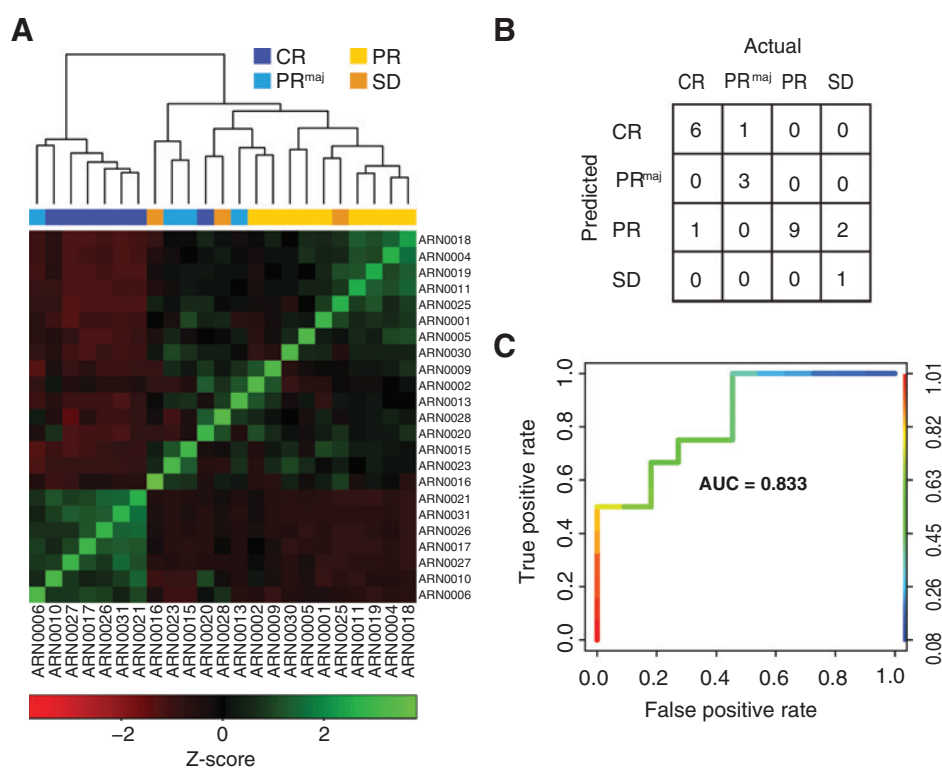 A
CR
PR
PRmaj
SD
ARN0018
ARN0004
ARN0019
ARN0011
ARN0025
ARN0001
ARN0005
ARN0030
ARN0009
ARN0002
ARN0013
ARN0028
ARN0020
ARN0015
ARN0023
ARN0016
ARN0021
ARN0031
ARN0026
ARN0017
ARN0027
ARN0010
ARN0006
ARN0006 ARN0010 ARN0027 ARN0017 ARN0026 ARN0031 ARN0021 ARN0016 ARN0023 ARN0015 ARN0020 ARN0028 ARN0013 ARN0002 ARN0009 ARN0030 ARN0005 ARN0001 ARN0025 ARN0011 ARN0019 ARN0004 ARN0018
−2 0 2
Z-score
B
Actual
CR PRmaj PR SD
Predicted
CR 6 1 0 0
PRmaj 0 3 0 0
PR 1 0 9 2
SD 0 0 0 1
C
True positive rate
1.0
0.8
0.6
0.4
0.2
0.0
AUC = 0.833
1.01
0.82
0.63
0.45
0.26
0.08
0.0 0.2 0.4 0.6 0.8 1.0
False positive rate